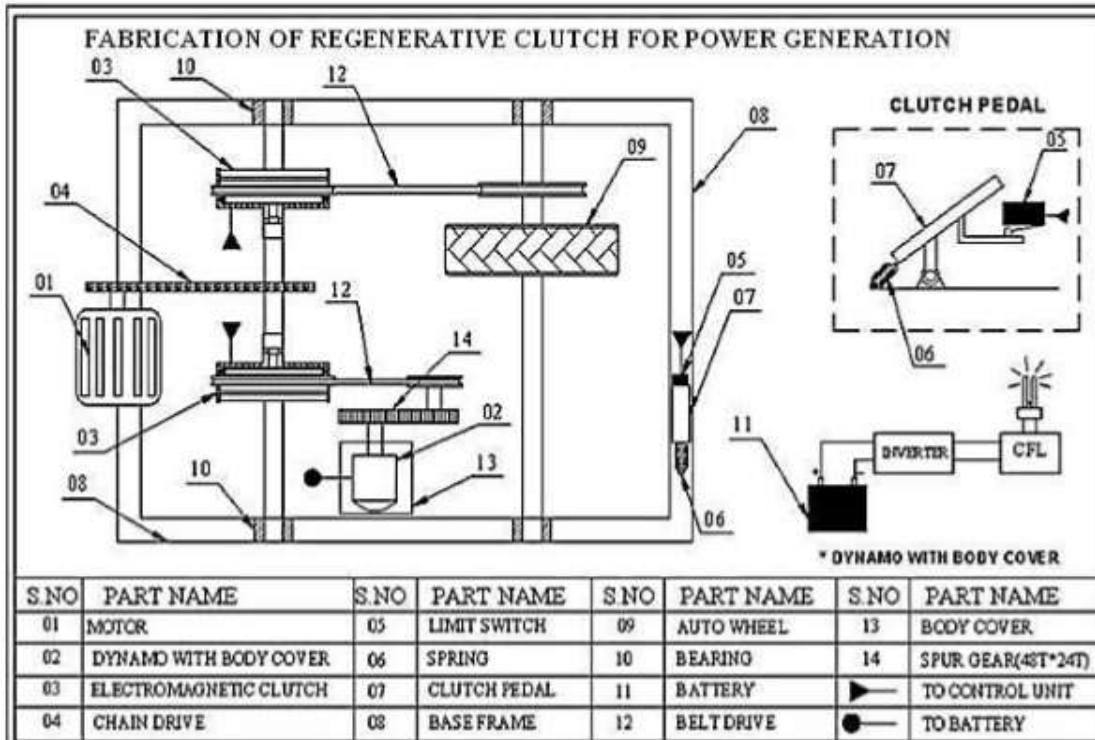 FABRICATION OF REGENERATIVE CLUTCH FOR POWER GENERATION
03
10
12
08
CLUTCH PEDAL
05
07
09
04
06
01
12
05
07
14
02
03
10
13
08
06
11
INVERTER
CFL
* DYNAMO WITH BODY COVER
S.NO PART NAME S.NO PART NAME S.NO PART NAME S.NO PART NAME
01 MOTOR 05 LIMIT SWITCH 09 AUTO WHEEL 13 BODY COVER
02 DYNAMO WITH BODY COVER 06 SPRING 10 BEARING 14 SPUR GEAR(48T*24T)
03 ELECTROMAGNETIC CLUTCH 07 CLUTCH PEDAL 11 BATTERY TO CONTROL UNIT
04 CHAIN DRIVE 08 BASE FRAME 12 BELT DRIVE TO BATTERY